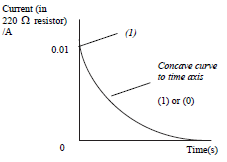 Current (in
220 Ω resistor)
/A
(1)
0.01
Concave curve
to time axis
(1) or (0)
0
Time(s)